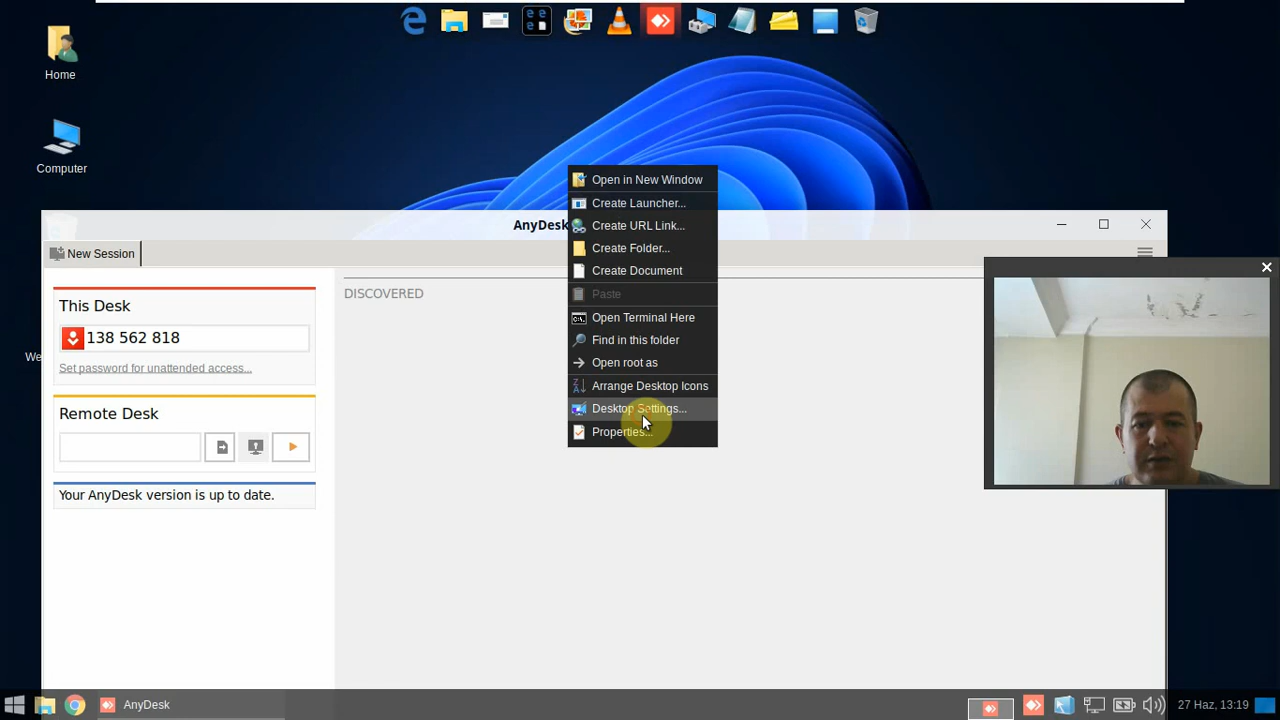 Home
Computer
AnyDesk
New Session
This Desk
138 562 818
Set password for unattended access...
Remote Desk
Your AnyDesk version is up to date.
DISCOVERED
Open in New Window
Create Launcher...
Create URL Link...
Create Folder...
Create Document
Paste
Open Terminal Here
Find in this folder
Open root as
Arrange Desktop Icons
Desktop Settings...
Properties...
We
AnyDesk
27 Haz, 13:19